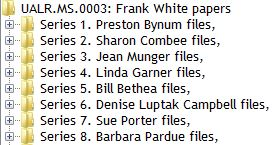 UALR.MS.0003: Frank White papers
Series 1. Preston Bynum files,
Series 2. Sharon Combee files,
Series 3. Jean Munger files,
Series 4. Linda Garner files,
Series 5. Bill Bethea files,
Series 6. Denise Luptak Campbell files,
Series 7. Sue Porter files,
Series 8. Barbara Pardue files,